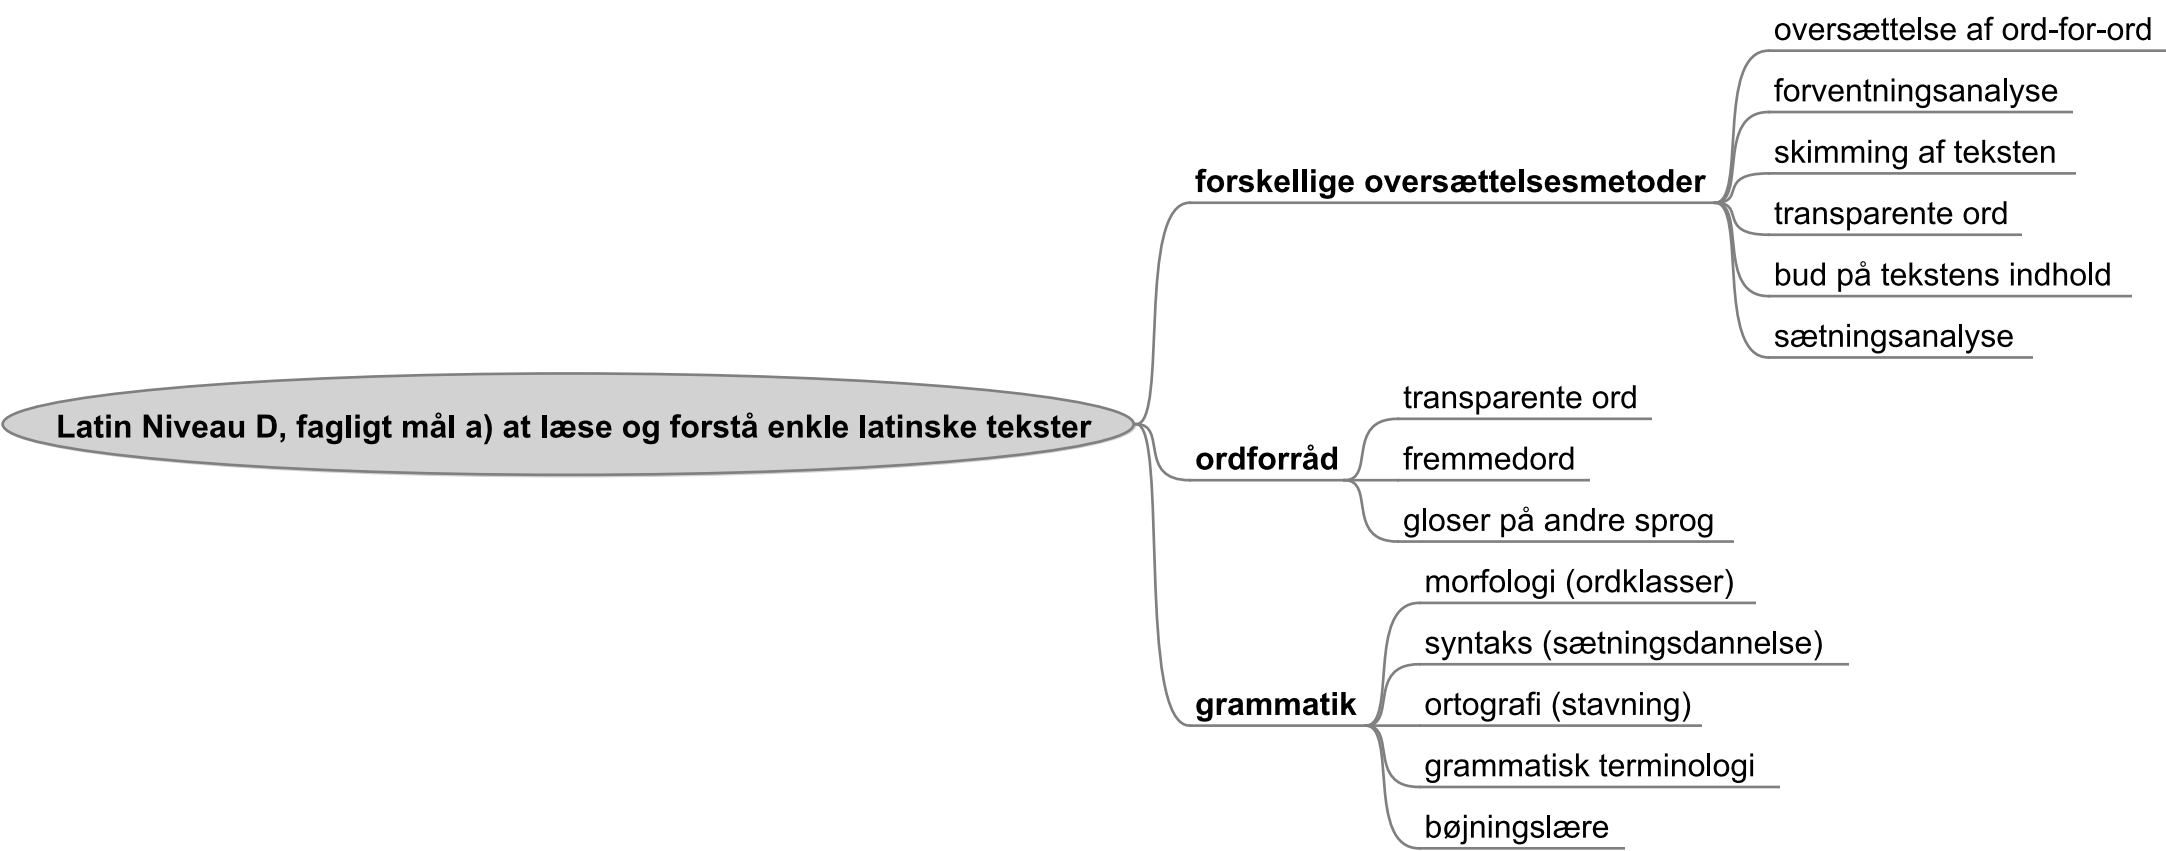 Latin Niveau D, fagligt mål a) at læse og forstå enkle latinske tekster
forskellige oversættelsesmetoder
oversættelse af ord-for-ord
forventningsanalyse
skimming af teksten
transparente ord
bud på tekstens indhold
sætningsanalyse
ordforråd
transparente ord
fremmedord
gloser på andre sprog
grammatik
morfologi (ordklasser)
syntaks (sætningsdannelse)
ortografi (stavning)
grammatisk terminologi
bøjningslære